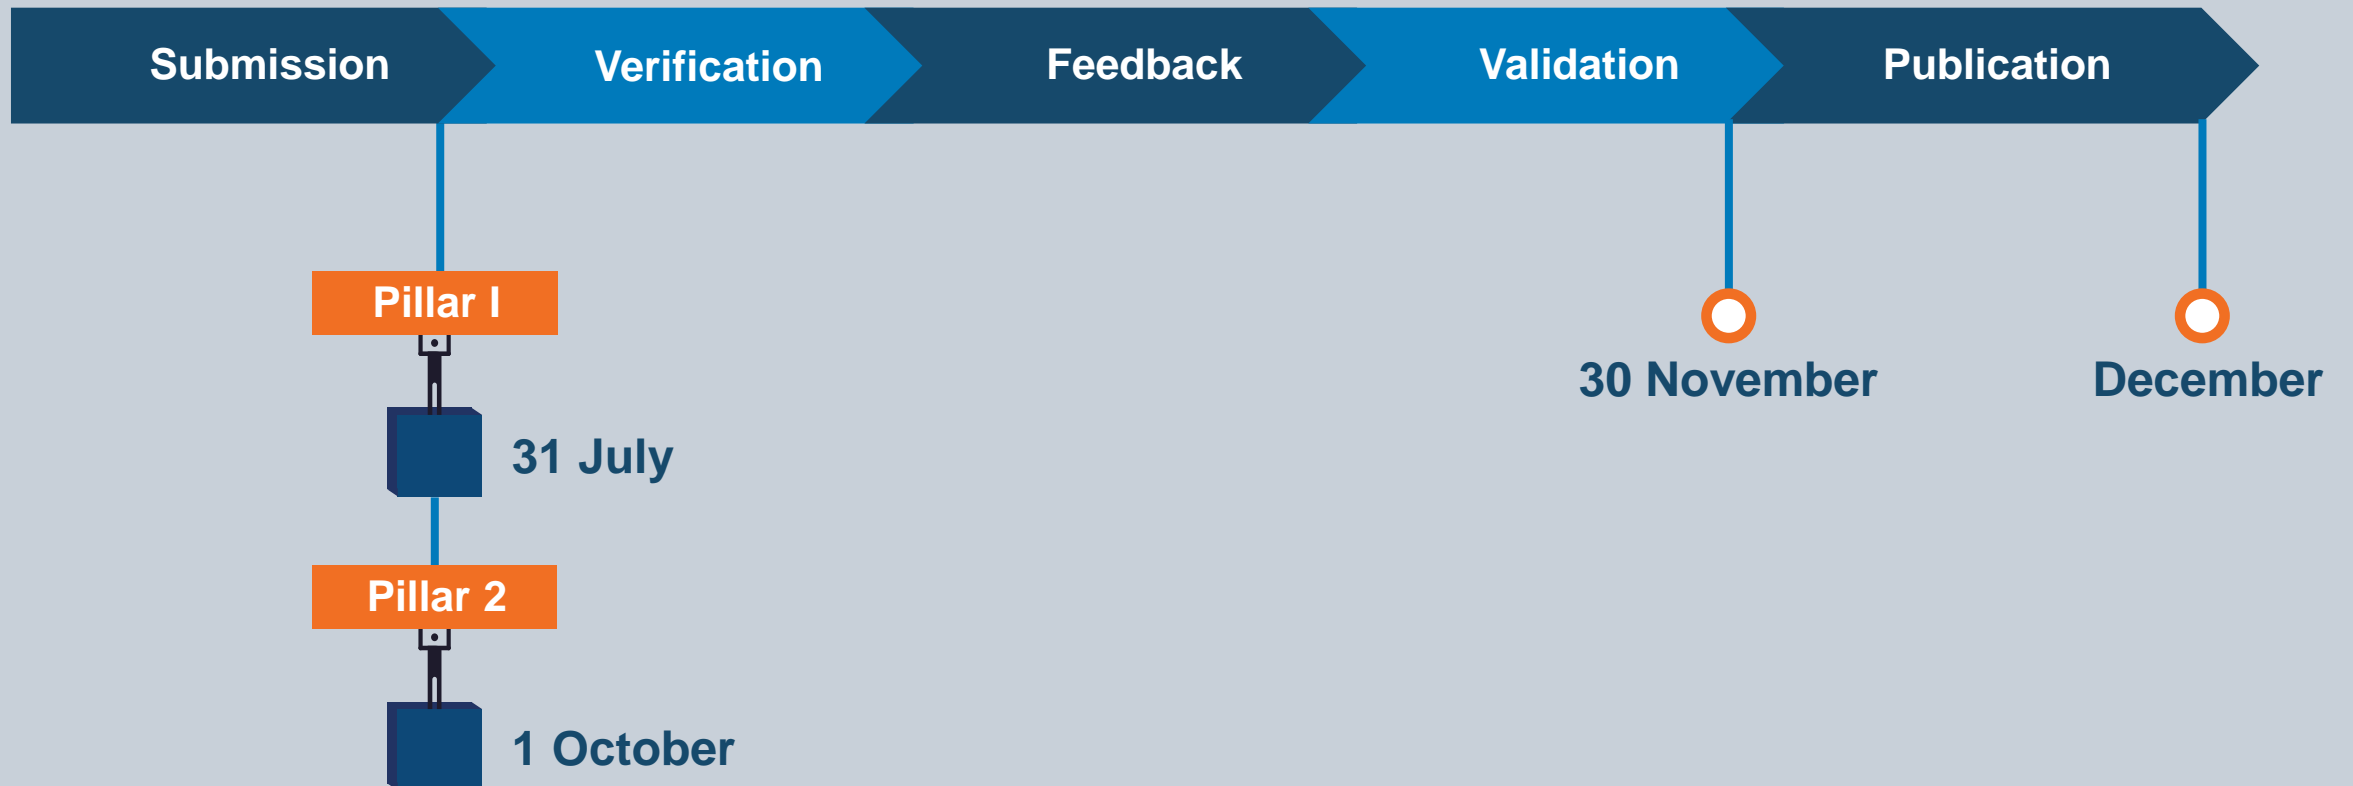 Submission
Verification
Feedback
Validation
Publication
Pillar I
31 July
Pillar 2
1 October
30 November
December